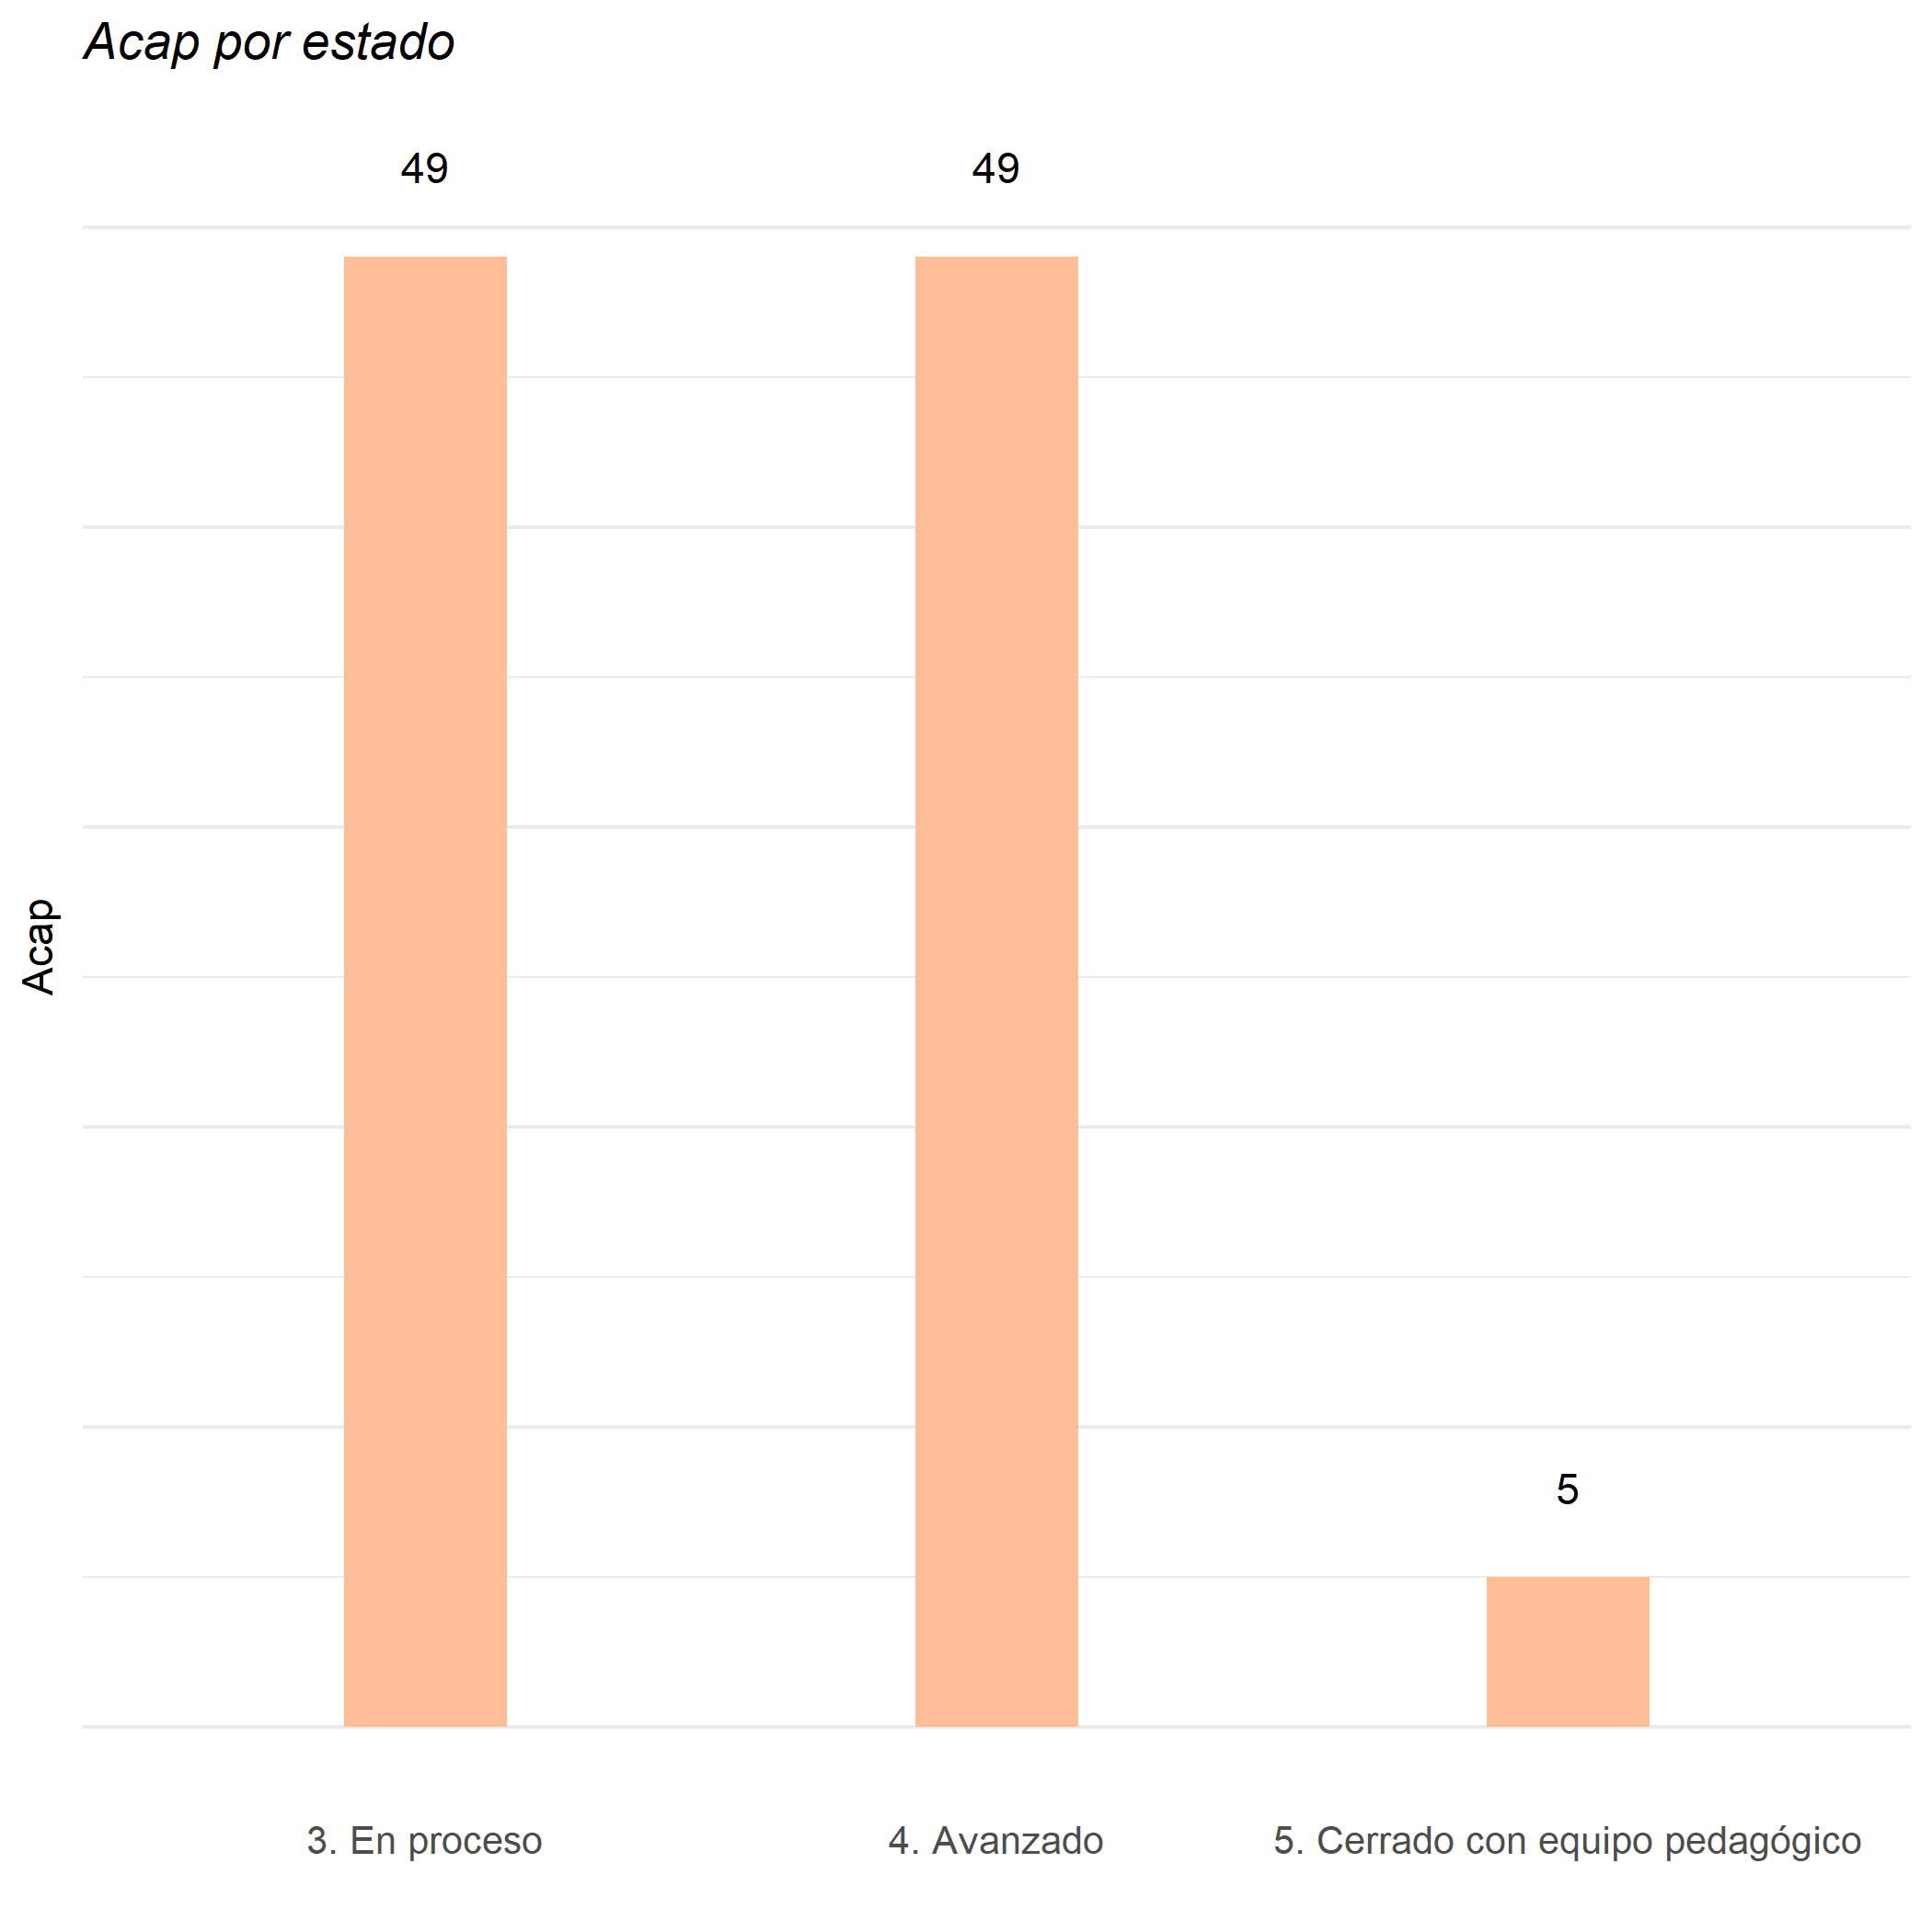 Acap por estado
49
49
5
Acap
3. En proceso
4. Avanzado
5. Cerrado con equipo pedagógico